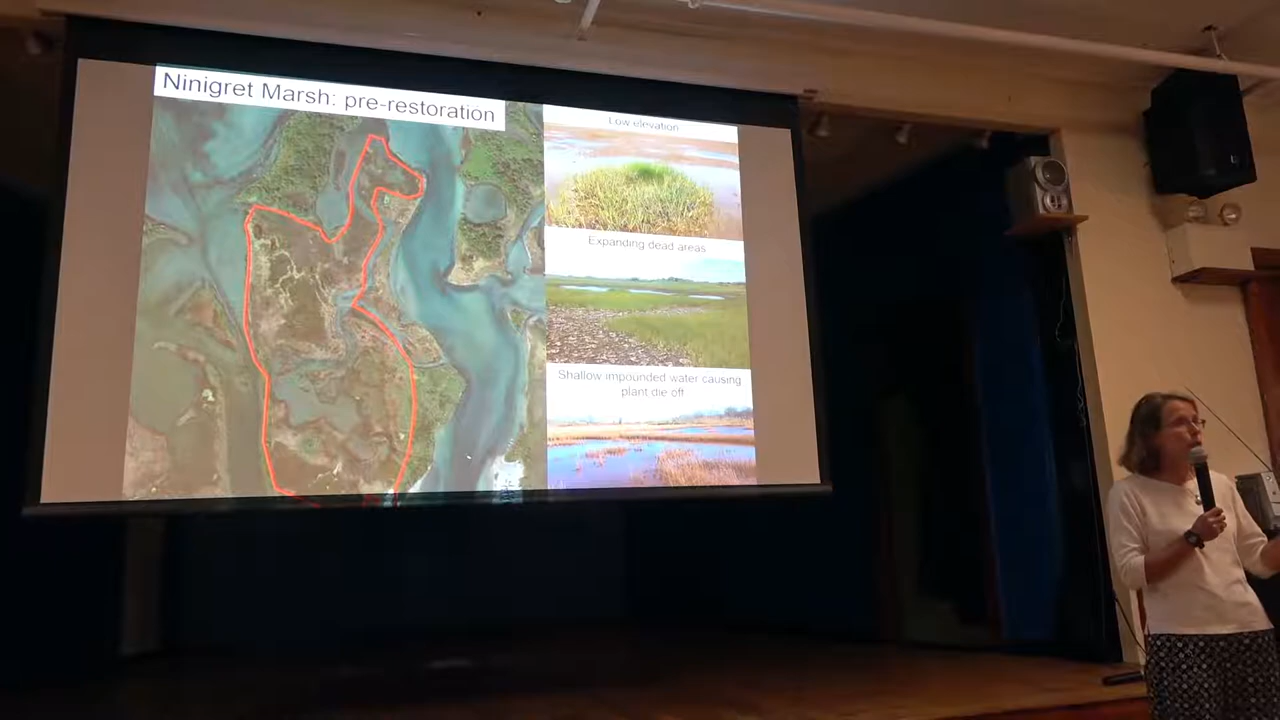 Ninigret Marsh: pre-restoration
Low elevation
Expanding dead areas
Shallow impounded water causing
plant die off